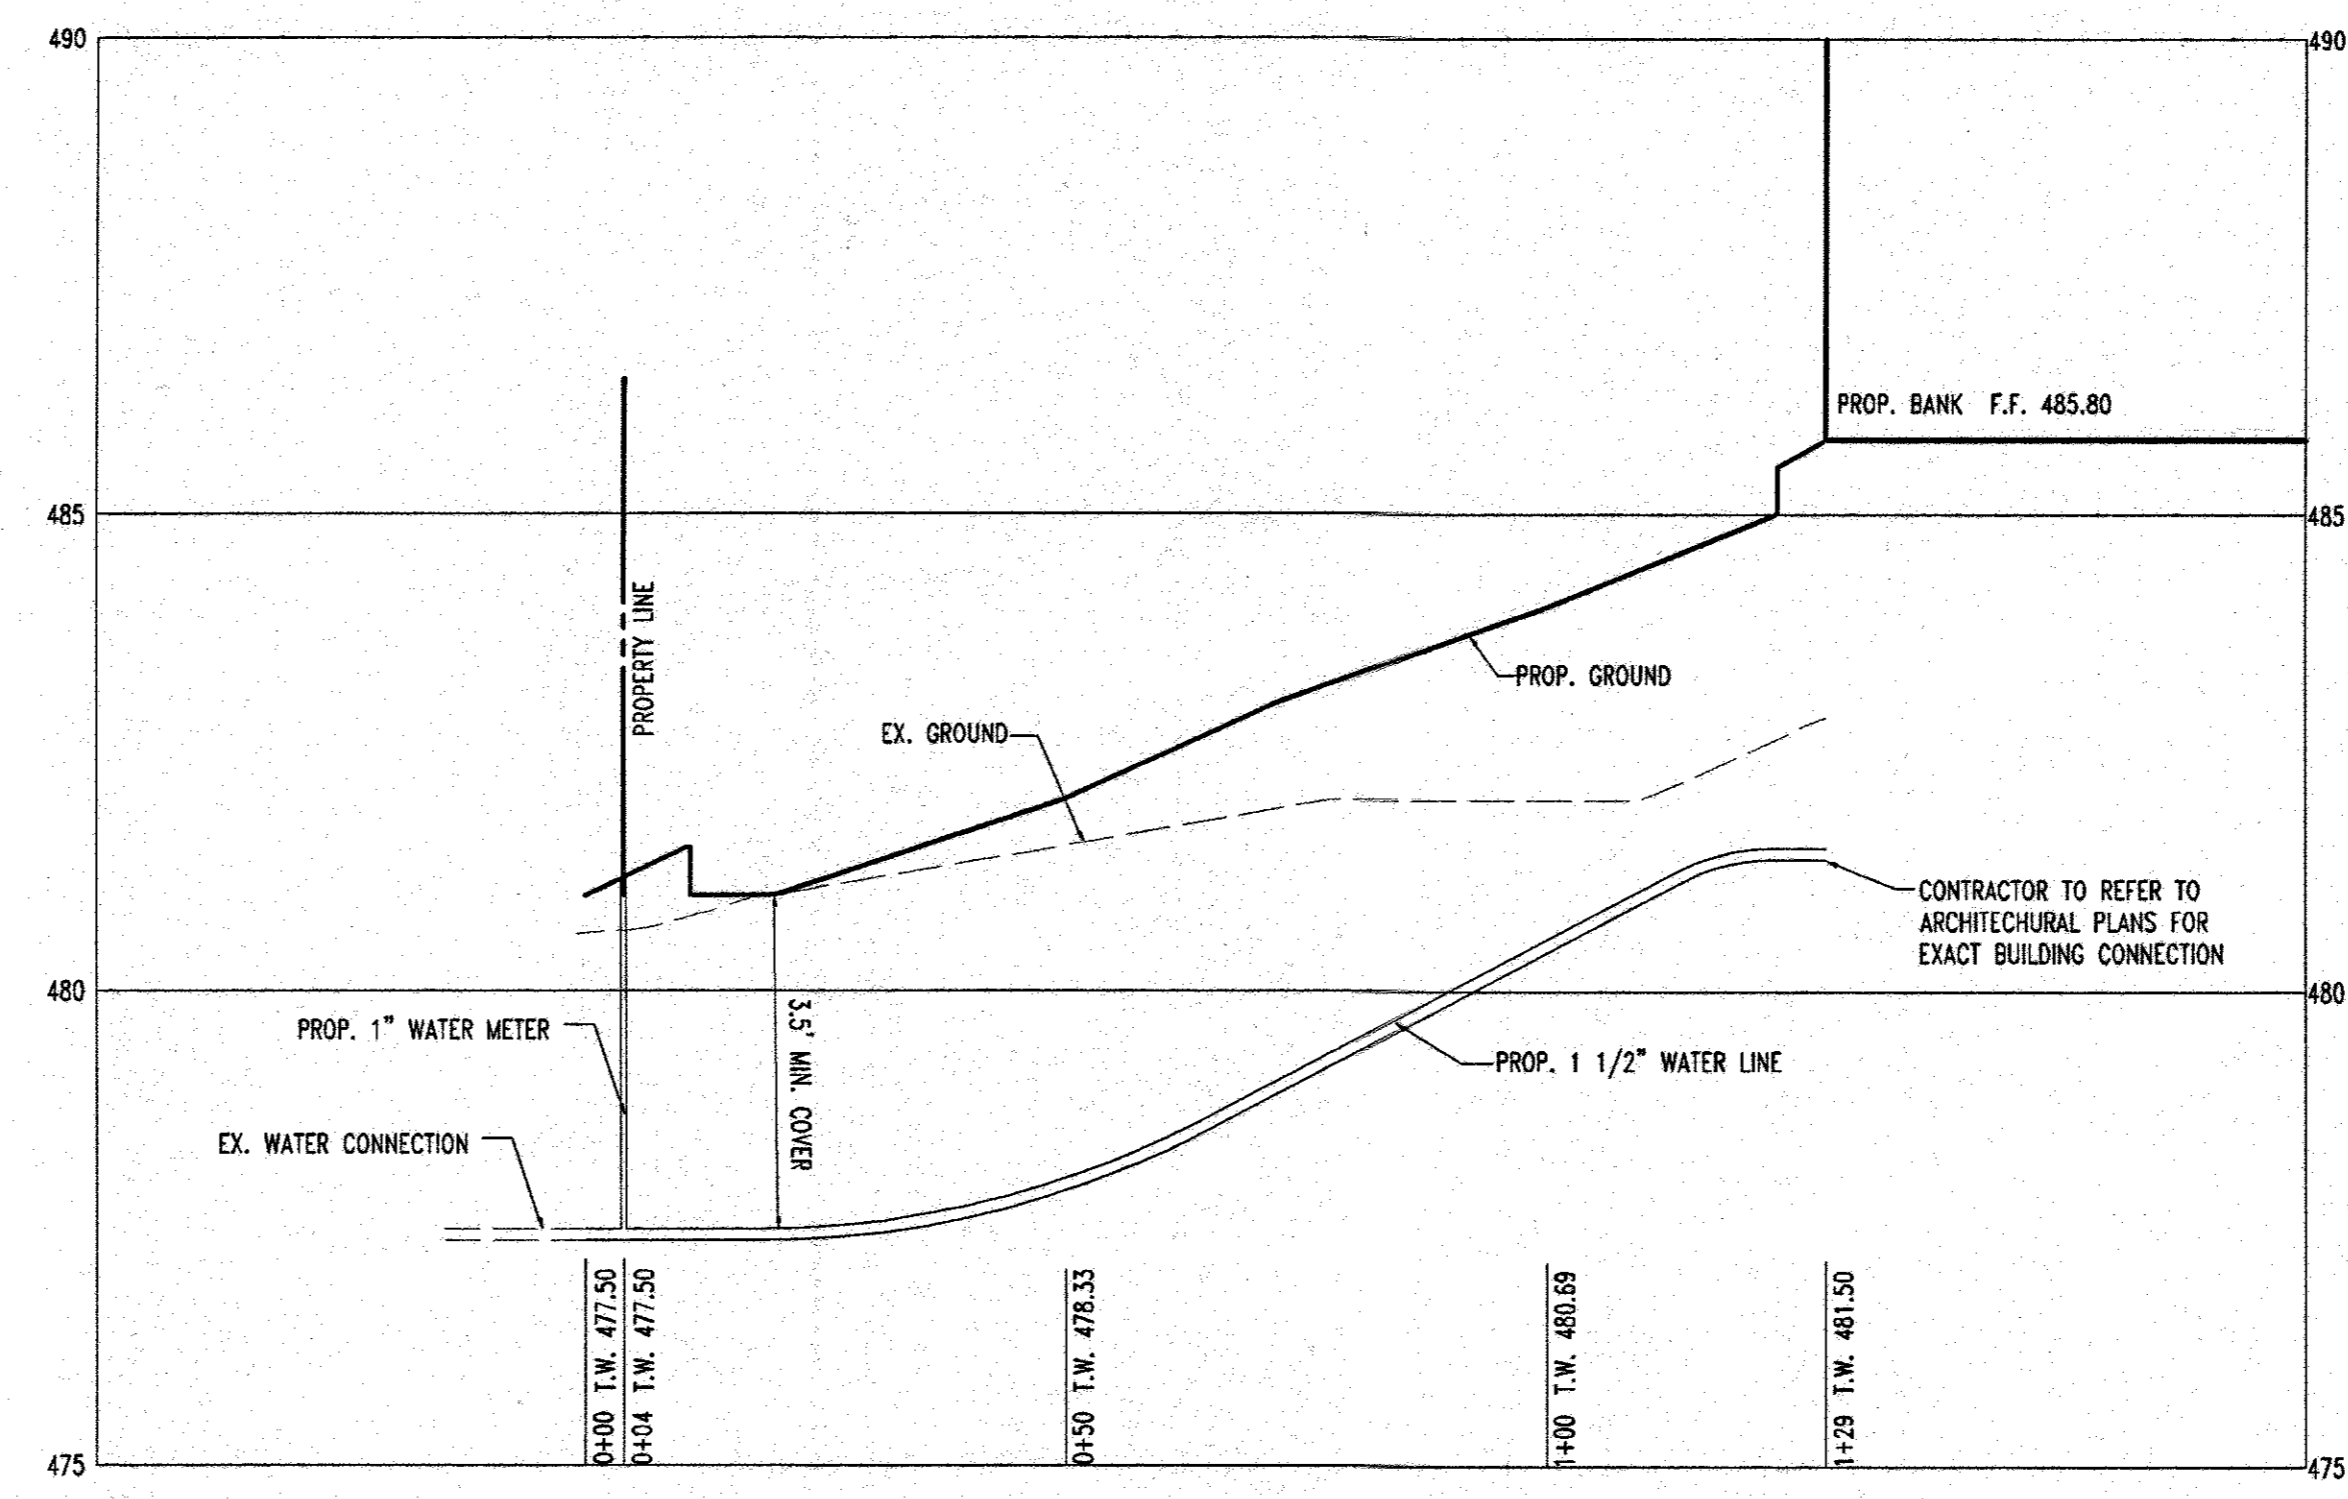 490
490
PROP. BANK F.F. 485.80
485
485
PROPERTY LINE
PROP. GROUND
EX. GROUND
CONTRACTOR TO REFER TO
ARCHITECHURAL PLANS FOR
EXACT BUILDING CONNECTION
480
480
3.5' MIN. COVER
PROP. 1" WATER METER
PROP. 1 1/2" WATER LINE
EX. WATER CONNECTION
0+00 T.W. 477.50
0+04 T.W. 477.50
0+50 T.W. 478.33
1+00 T.W. 480.69
1+29 T.W. 481.50
475
475